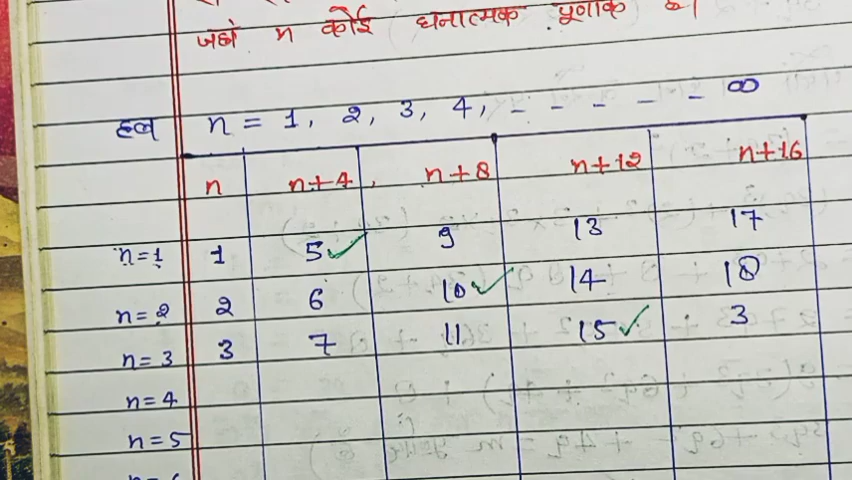 जहाँ n कोई धनात्मक पूर्णांक है।
हल n = 1, 2, 3, 4, - - - - - ∞
n n+4, n+8 n+12 n+16
n=1 1 5✓ 9 13 17
n=2 2 6 10✓ 14 18
n=3 3 7 11 15✓ 3
n=4
n=5